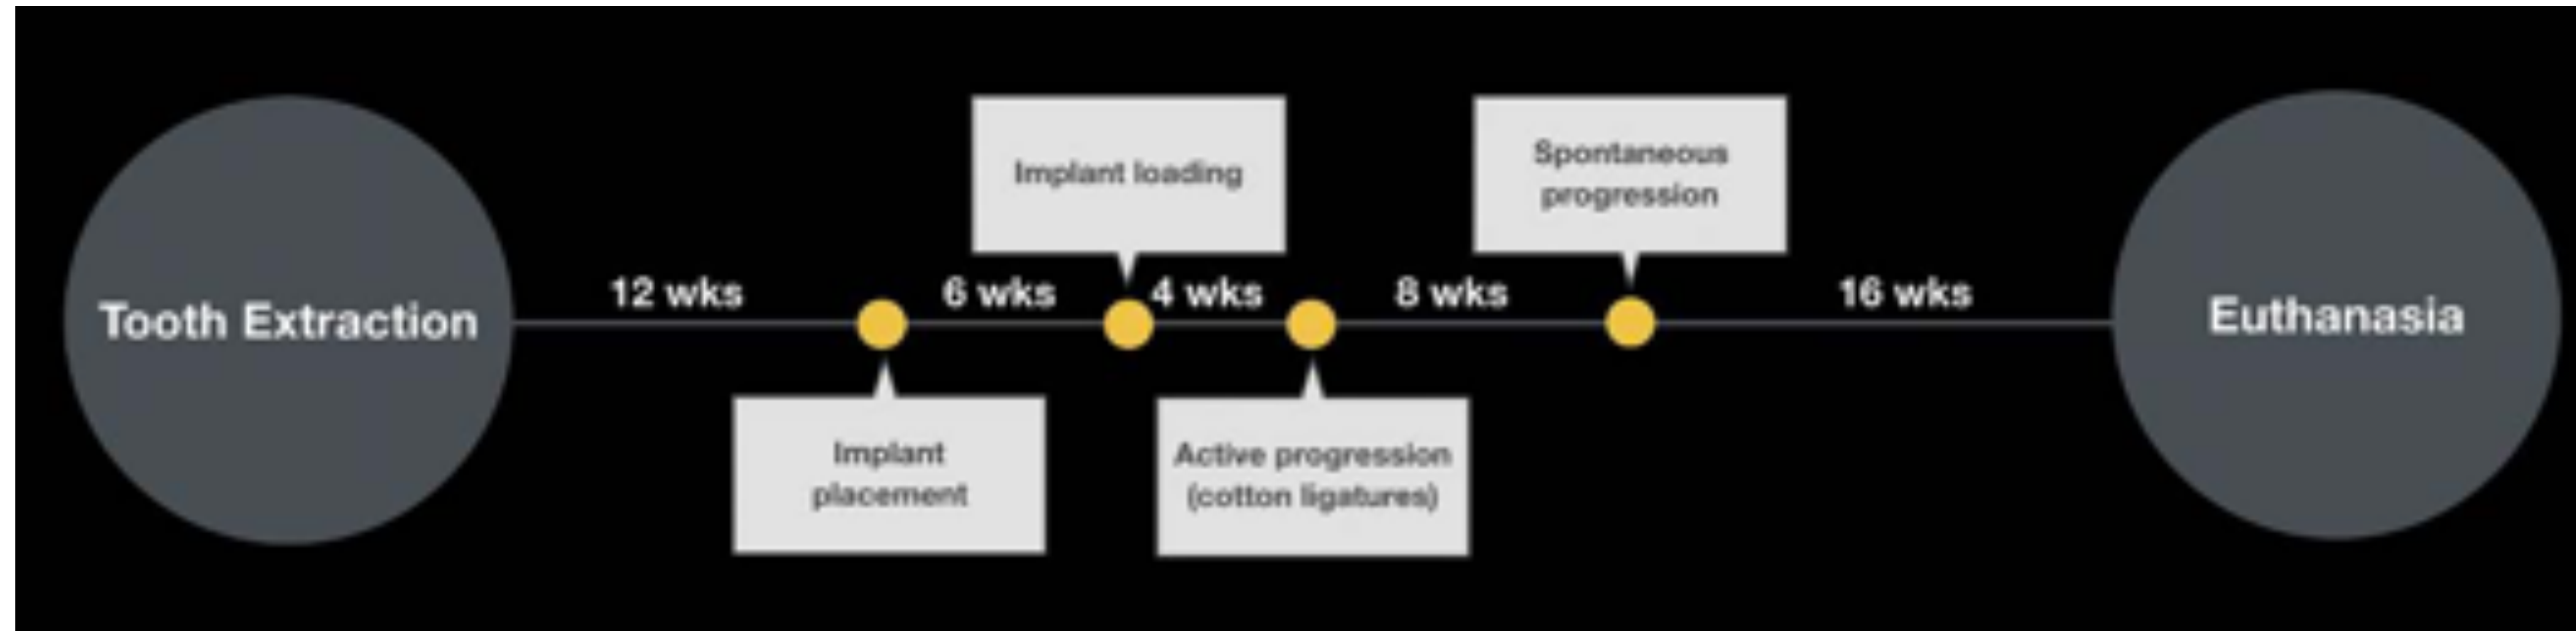 Tooth Extraction
12 wks
Implant
placement
6 wks
Implant loading
4 wks
Active progression
(cotton ligatures)
8 wks
Spontaneous
progression
16 wks
Euthanasia